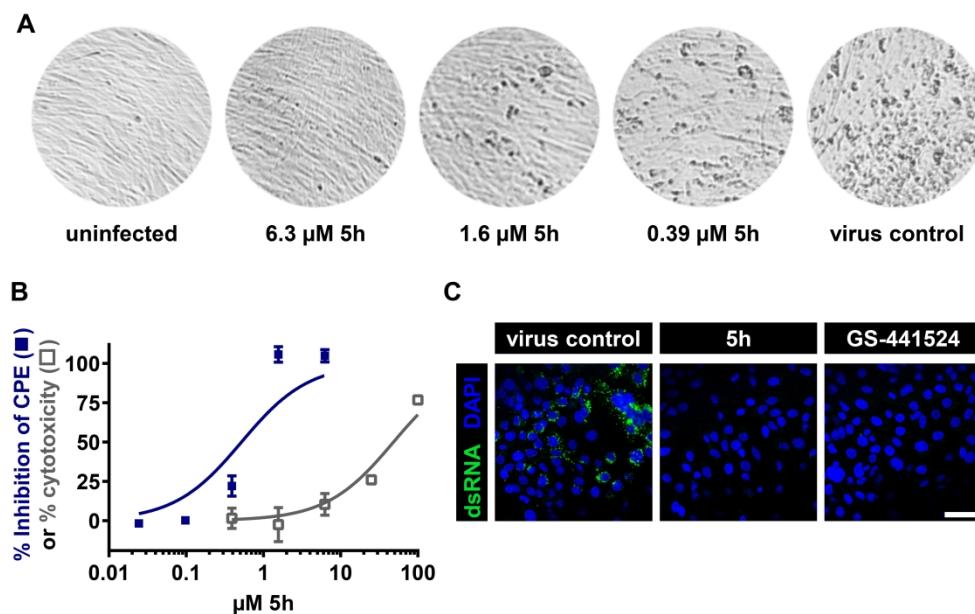 A
uninfected
6.3 µM 5h
1.6 µM 5h
0.39 µM 5h
virus control
B
% Inhibition of CPE (■)
or % cytotoxicity (□)
100
75
50
25
0
0.01
0.1
1
10
100
µM 5h
C
virus control
5h
GS-441524
dsRNA DAPI